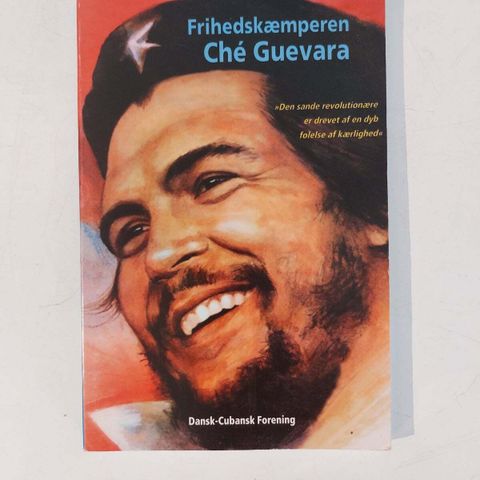 Frihedskæmperen
Ché Guevara
»Den sande revolutionære
er drevet af en dyb
følelse af kærlighed«
Dansk-Cubansk Forening